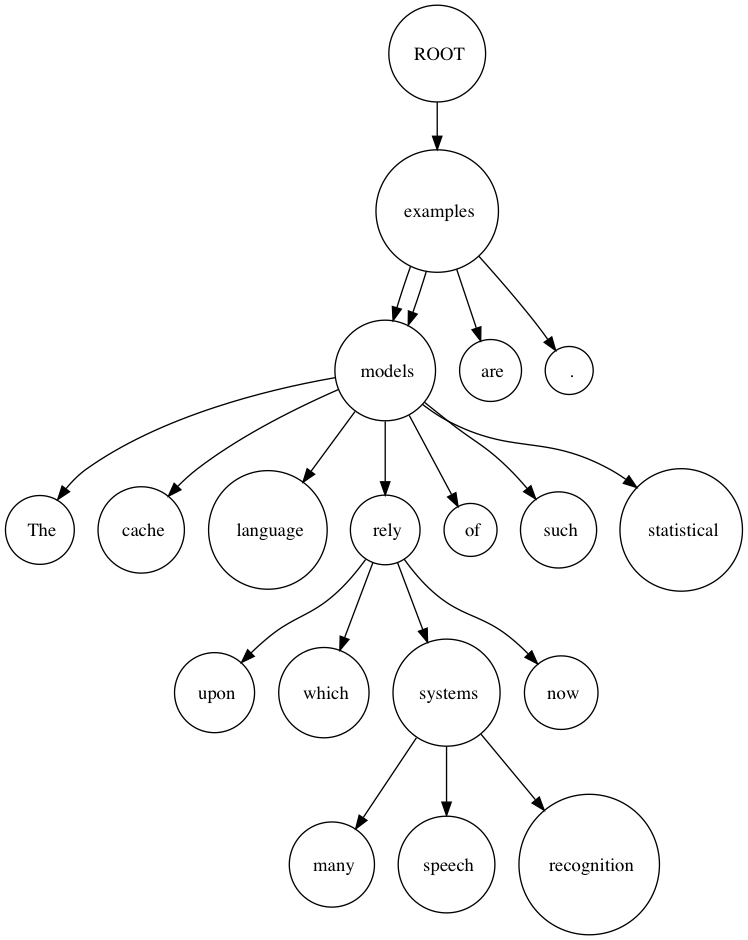 ROOT
examples
models are .
The cache language rely of such statistical
upon which systems now
many speech recognition